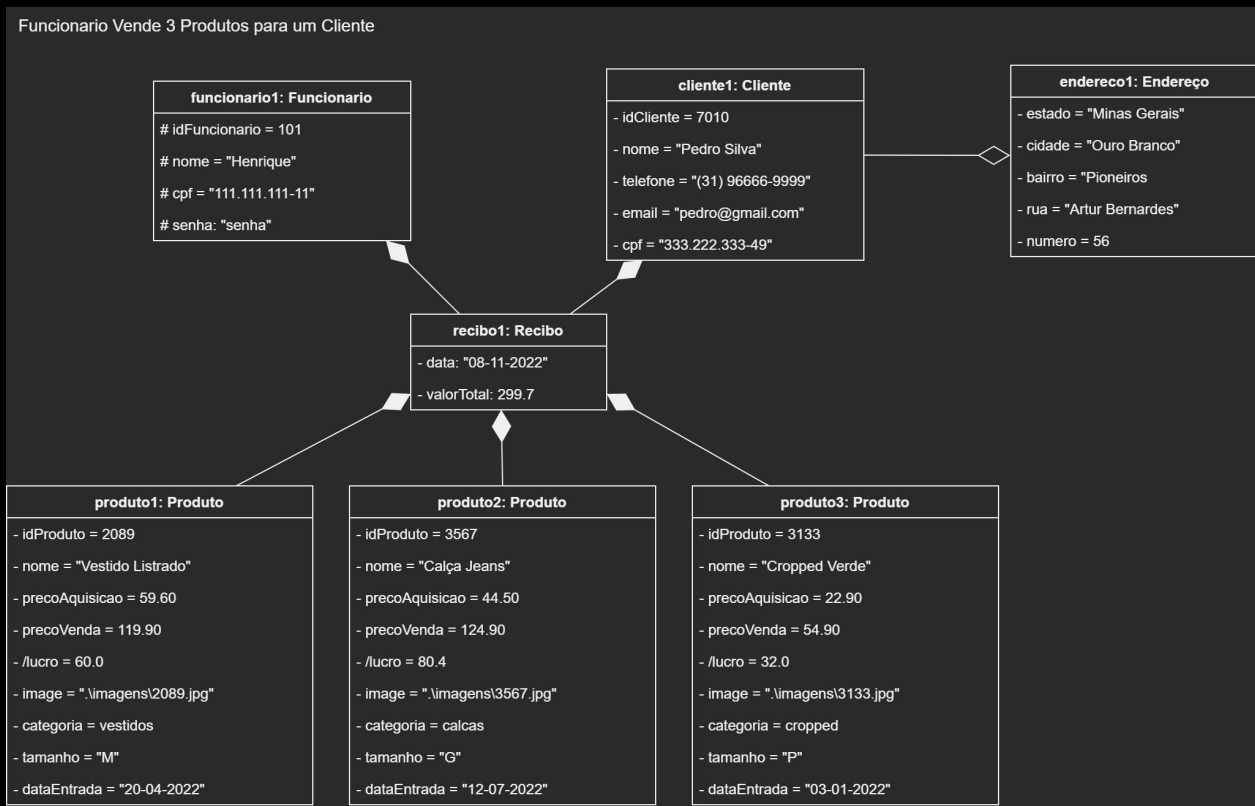 Funcionario Vende 3 Produtos para um Cliente
funcionario1: Funcionario
# idFuncionario = 101
# nome = "Henrique"
# cpf = "111.111.111-11"
# senha: "senha"
cliente1: Cliente
- idCliente = 7010
- nome = "Pedro Silva"
- telefone = "(31) 96666-9999"
- email = "pedro@gmail.com"
- cpf = "333.222.333-49"
endereco1: Endereço
- estado = "Minas Gerais"
- cidade = "Ouro Branco"
- bairro = "Pioneiros
- rua = "Artur Bernardes"
- numero = 56
recibo1: Recibo
- data: "08-11-2022"
- valorTotal: 299.7
produto1: Produto
- idProduto = 2089
- nome = "Vestido Listrado"
- precoAquisicao = 59.60
- precoVenda = 119.90
- /lucro = 60.0
- image = ".\imagens\2089.jpg"
- categoria = vestidos
- tamanho = "M"
- dataEntrada = "20-04-2022"
produto2: Produto
- idProduto = 3567
- nome = "Calça Jeans"
- precoAquisicao = 44.50
- precoVenda = 124.90
- /lucro = 80.4
- image = ".\imagens\3567.jpg"
- categoria = calcas
- tamanho = "G"
- dataEntrada = "12-07-2022"
produto3: Produto
- idProduto = 3133
- nome = "Cropped Verde"
- precoAquisicao = 22.90
- precoVenda = 54.90
- /lucro = 32.0
- image = ".\imagens\3133.jpg"
- categoria = cropped
- tamanho = "P"
- dataEntrada = "03-01-2022"